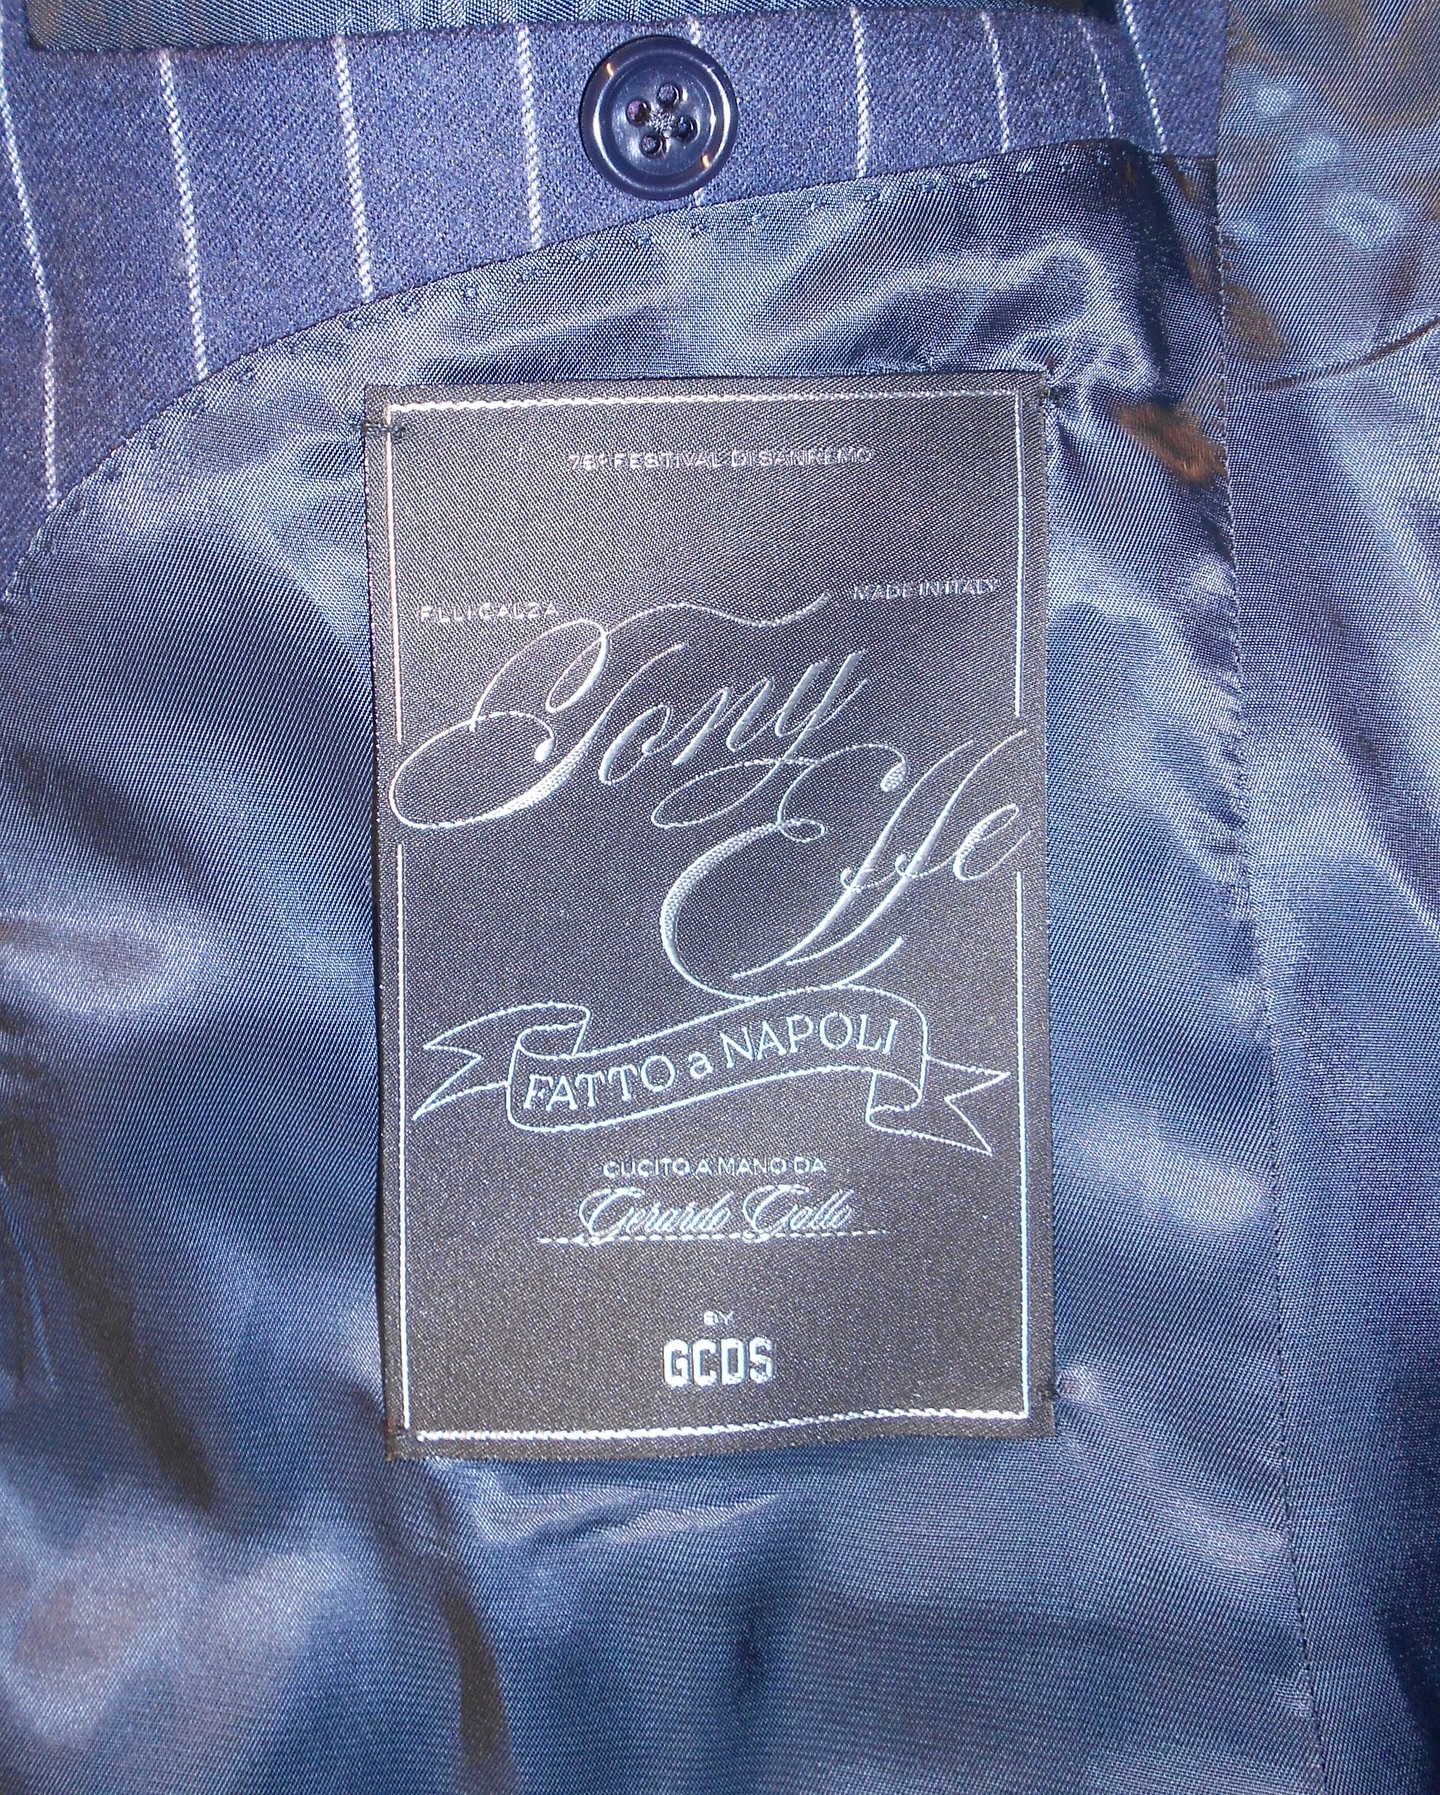 75º FESTIVAL DI SANREMO
F.LLI CALZA
MADE IN ITALY
Tony
Effe
FATTO a NAPOLI
CUCITO A MANO DA
Gerardo Gallo
BY
GCDS